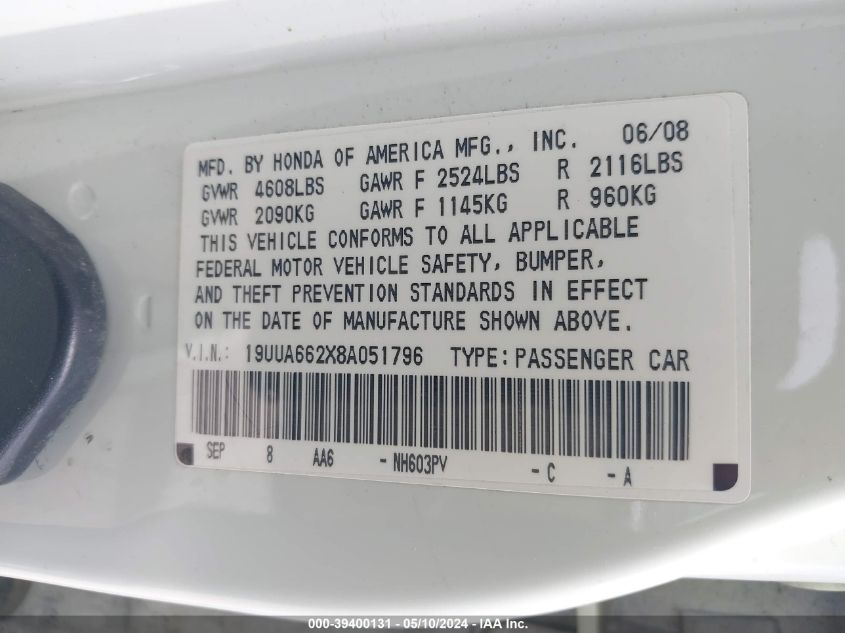 MFD. BY HONDA OF AMERICA MFG., INC. 06/08
GVWR 4608LBS GAWR F 2524LBS R 2116LBS
GVWR 2090KG GAWR F 1145KG R 960KG
THIS VEHICLE CONFORMS TO ALL APPLICABLE
FEDERAL MOTOR VEHICLE SAFETY, BUMPER,
AND THEFT PREVENTION STANDARDS IN EFFECT
ON THE DATE OF MANUFACTURE SHOWN ABOVE.
V.I.N.: 19UUA662X8A051796 TYPE:PASSENGER CAR
SEP 8 AA6 - NH603PV - C - A
000-39400131 - 05/10/2024 - IAA Inc.